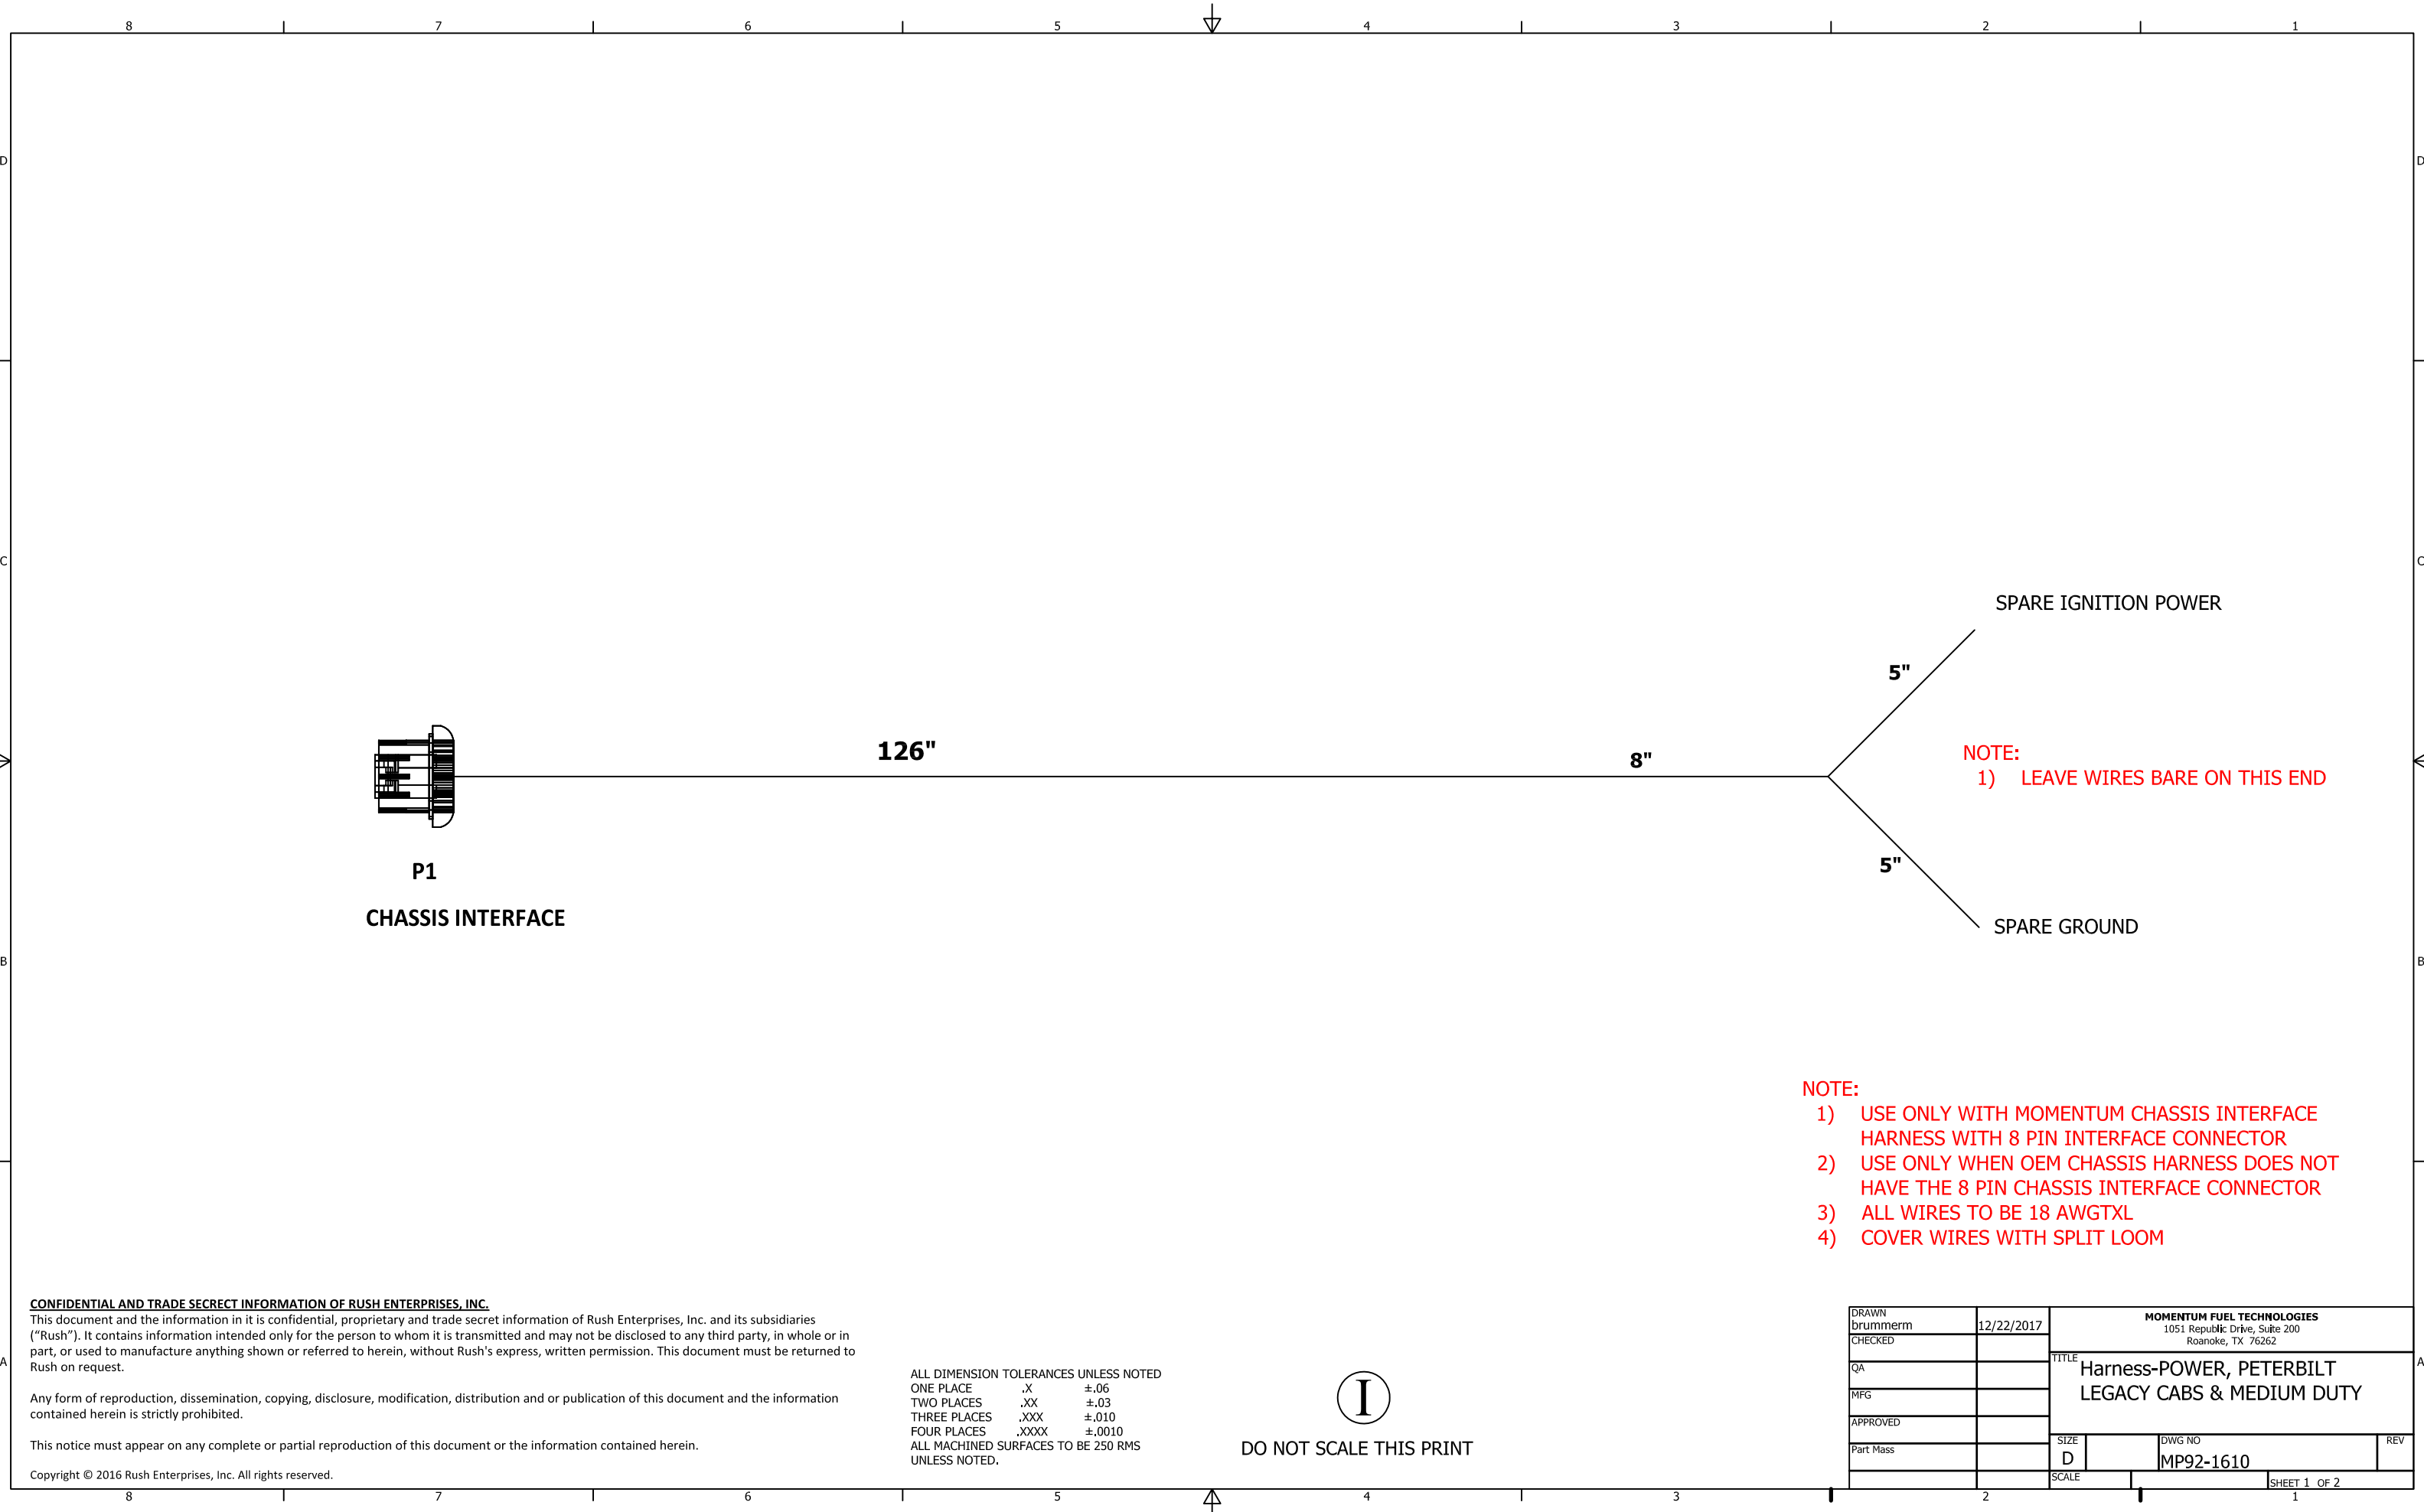 8 7 6 5 4 3 2 1
D D
C C
SPARE IGNITION POWER
5"
126"
8"
NOTE:
1) LEAVE WIRES BARE ON THIS END
5"
P1
CHASSIS INTERFACE
SPARE GROUND
B B
NOTE:
1) USE ONLY WITH MOMENTUM CHASSIS INTERFACE
HARNESS WITH 8 PIN INTERFACE CONNECTOR
2) USE ONLY WHEN OEM CHASSIS HARNESS DOES NOT
HAVE THE 8 PIN CHASSIS INTERFACE CONNECTOR
3) ALL WIRES TO BE 18 AWGTXL
4) COVER WIRES WITH SPLIT LOOM
A A
CONFIDENTIAL AND TRADE SECRECT INFORMATION OF RUSH ENTERPRISES, INC.
This document and the information in it is confidential, proprietary and trade secret information of Rush Enterprises, Inc. and its subsidiaries
(“Rush”). It contains information intended only for the person to whom it is transmitted and may not be disclosed to any third party, in whole or in
part, or used to manufacture anything shown or referred to herein, without Rush's express, written permission. This document must be returned to
Rush on request.
Any form of reproduction, dissemination, copying, disclosure, modification, distribution and or publication of this document and the information
contained herein is strictly prohibited.
This notice must appear on any complete or partial reproduction of this document or the information contained herein.
Copyright © 2016 Rush Enterprises, Inc. All rights reserved.
ALL DIMENSION TOLERANCES UNLESS NOTED
ONE PLACE .X ±.06
TWO PLACES .XX ±.03
THREE PLACES .XXX ±.010
FOUR PLACES .XXXX ±.0010
ALL MACHINED SURFACES TO BE 250 RMS
UNLESS NOTED.
I
DO NOT SCALE THIS PRINT
DRAWN
brummerm 12/22/2017
CHECKED
QA
MFG
APPROVED
Part Mass
MOMENTUM FUEL TECHNOLOGIES
1051 Republic Drive, Suite 200
Roanoke, TX 76262
TITLE
Harness-POWER, PETERBILT
LEGACY CABS & MEDIUM DUTY
SIZE
D
DWG NO
MP92-1610
REV
SCALE
SHEET 1 OF 2
8 7 6 5 4 3 2 1